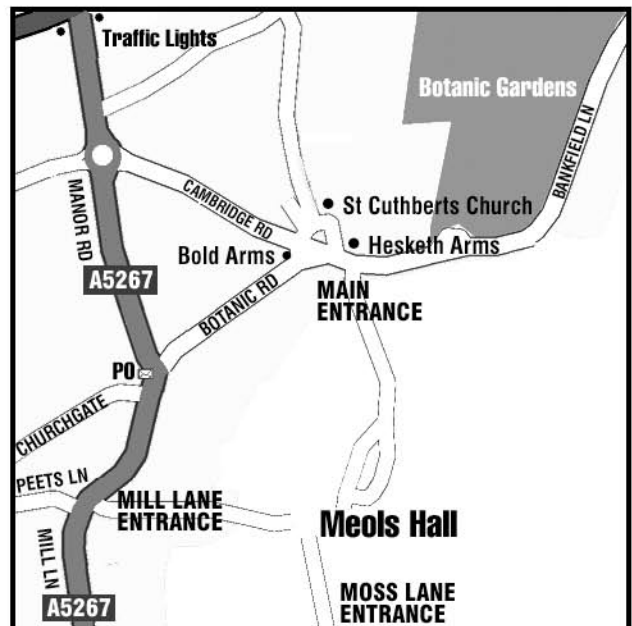 Traffic Lights
Botanic Gardens
BANKFIELD LN
MANOR RD
CAMBRIDGE RD
St Cuthberts Church
Hesketh Arms
Bold Arms
A5267
BOTANIC RD
MAIN
ENTRANCE
PO
CHURCHGATE
PEETS LN
MILL LANE
ENTRANCE
Meols Hall
MILL LN
MOSS LANE
ENTRANCE
A5267